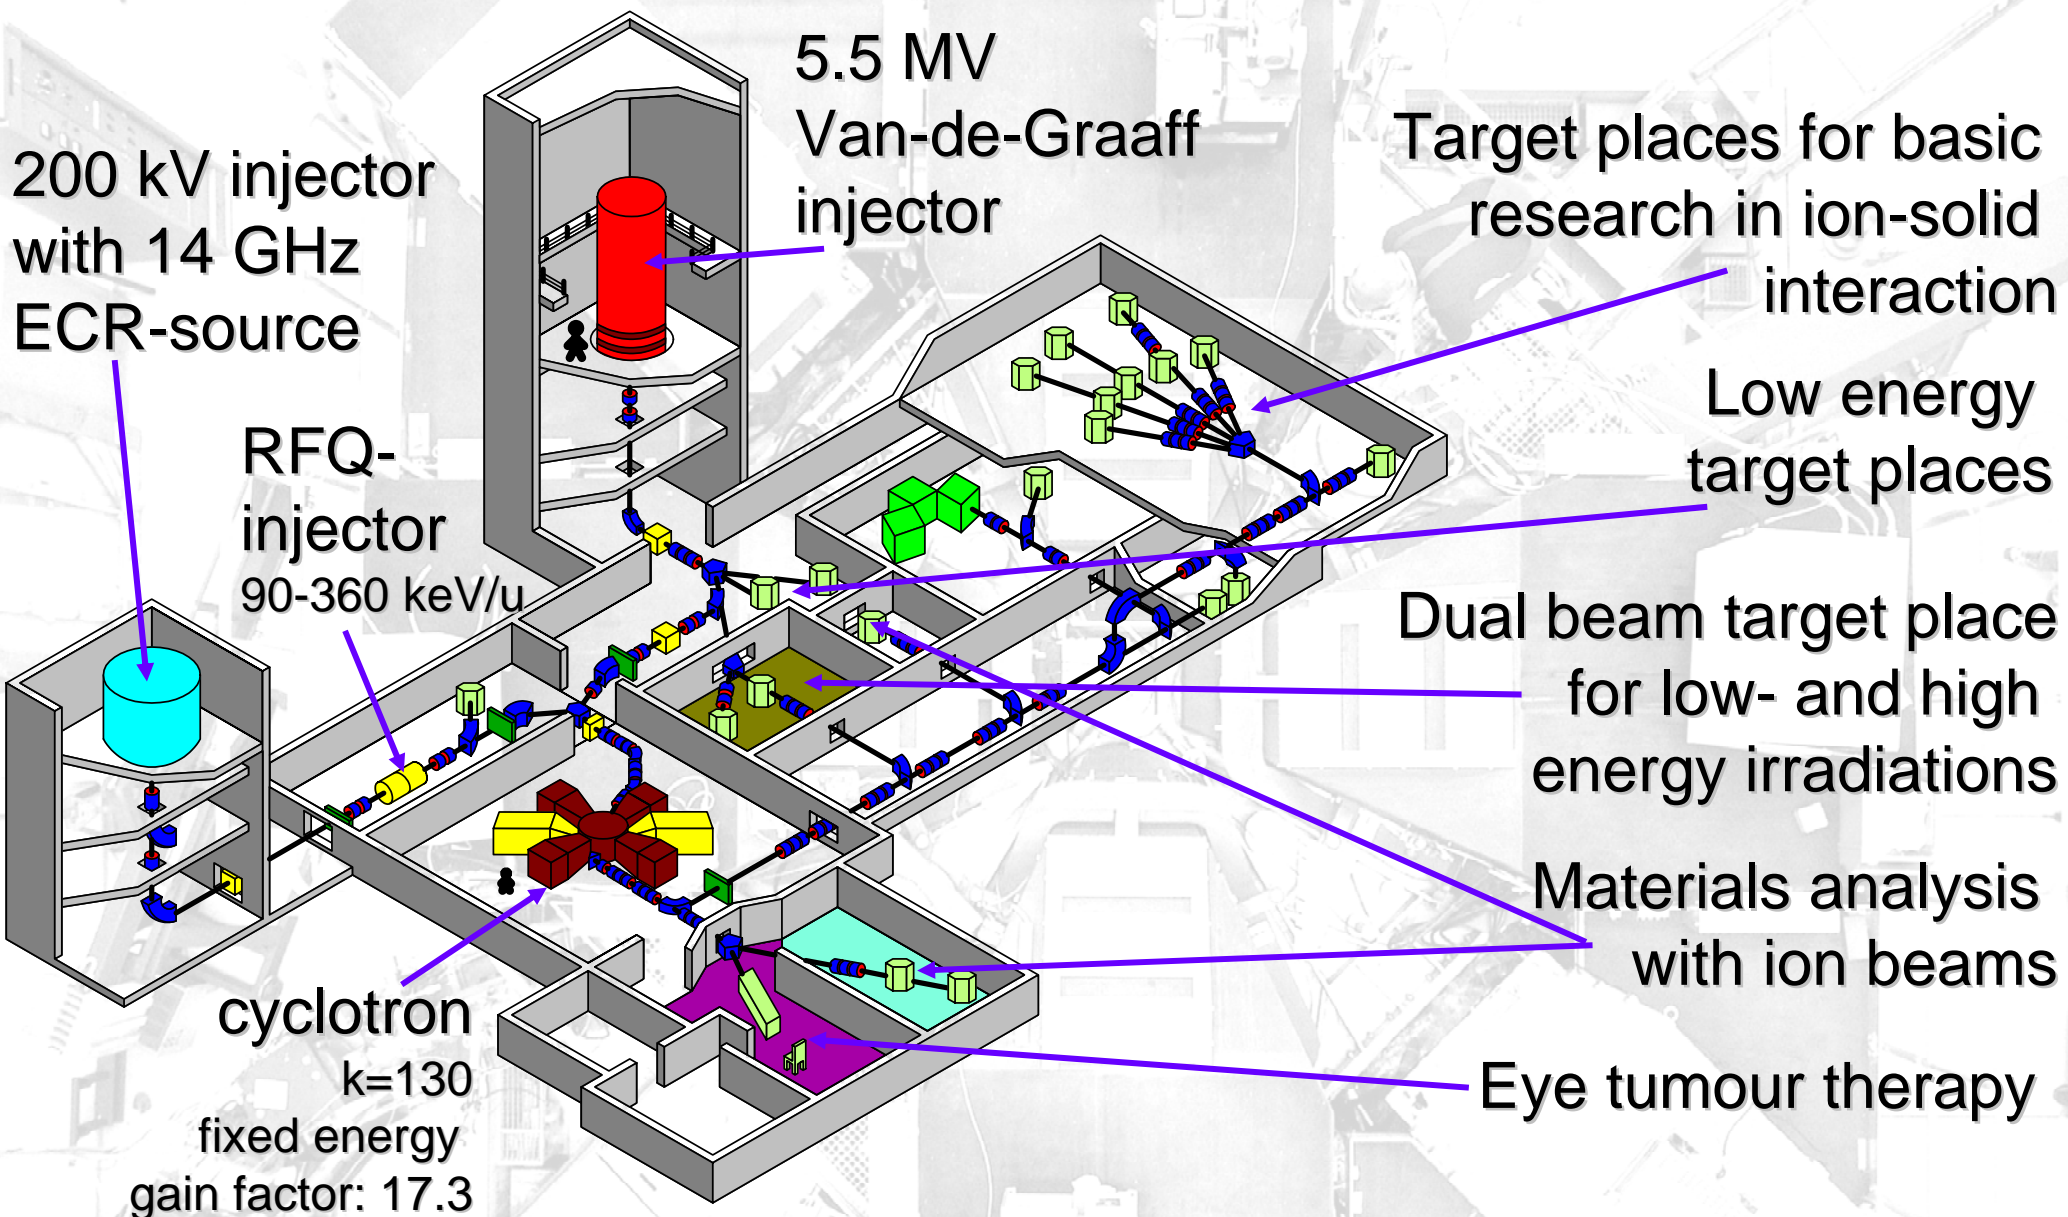 5.5 MV
Van-de-Graaff
injector
200 kV injector
with 14 GHz
ECR-source
RFQ-
injector
90-360 keV/u
cyclotron
k=130
fixed energy
gain factor: 17.3
Target places for basic
research in ion-solid
interaction
Low energy
target places
Dual beam target place
for low- and high
energy irradiations
Materials analysis
with ion beams
Eye tumour therapy